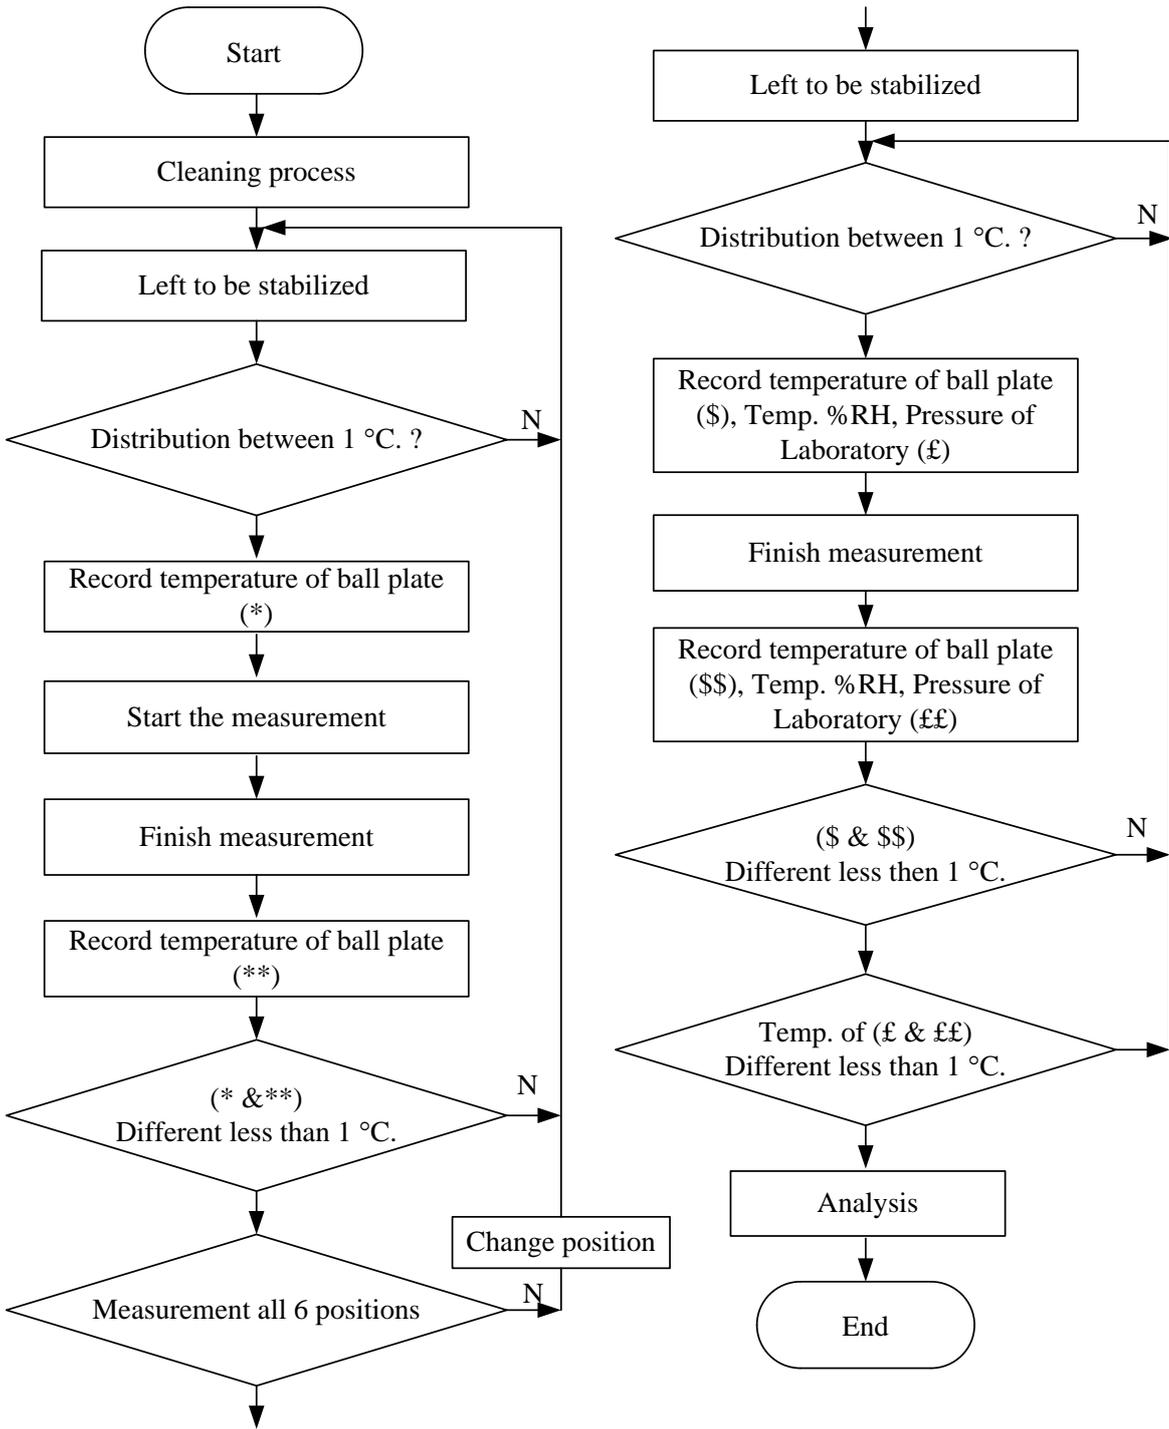 Start
Cleaning process
Left to be stabilized
Distribution between 1 °C. ?
N
Record temperature of ball plate
(*)
Start the measurement
Finish measurement
Record temperature of ball plate
(**)
(* &**)
Different less than 1 °C.
N
Change position
Measurement all 6 positions
N
Left to be stabilized
Distribution between 1 °C. ?
N
Record temperature of ball plate
($), Temp. %RH, Pressure of
Laboratory (£)
Finish measurement
Record temperature of ball plate
($$), Temp. %RH, Pressure of
Laboratory (££)
($ & $$)
Different less then 1 °C.
N
Temp. of (£ & ££)
Different less than 1 °C.
Analysis
End